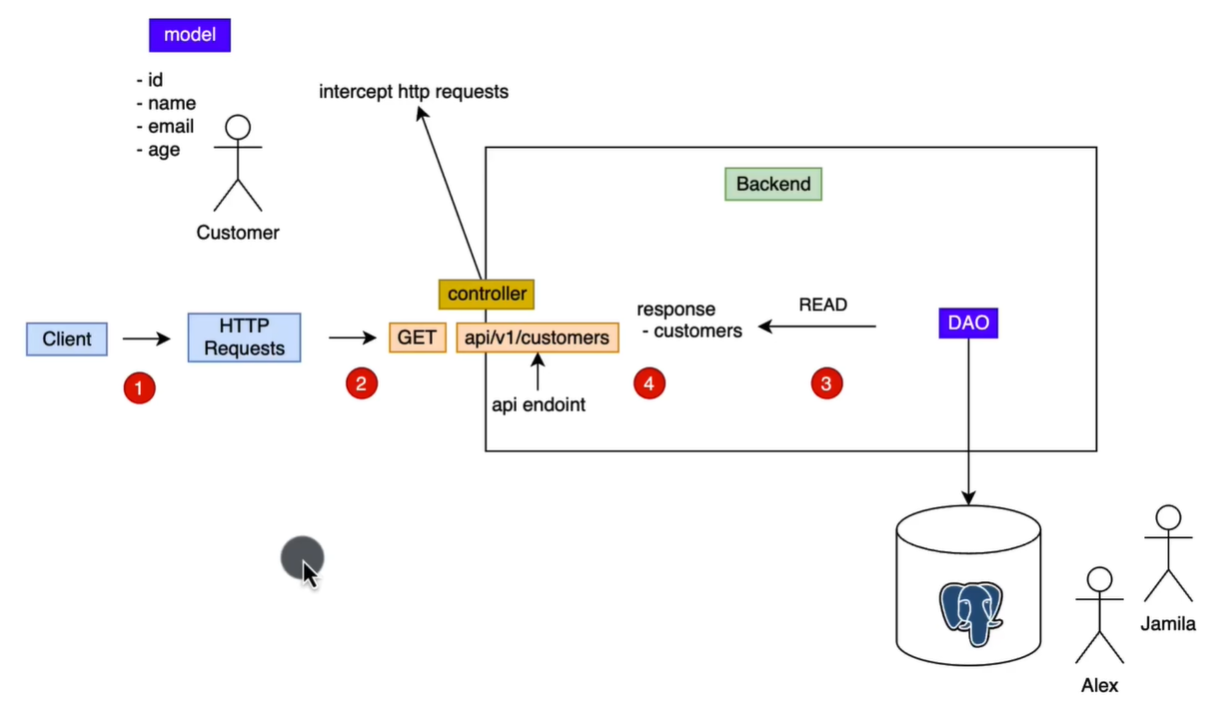 model
- id
- name
- email
- age
Customer
intercept http requests
Backend
controller
Client
HTTP
Requests
GET
api/v1/customers
response
- customers
READ
DAO
1
2
4
3
api endoint
Jamila
Alex